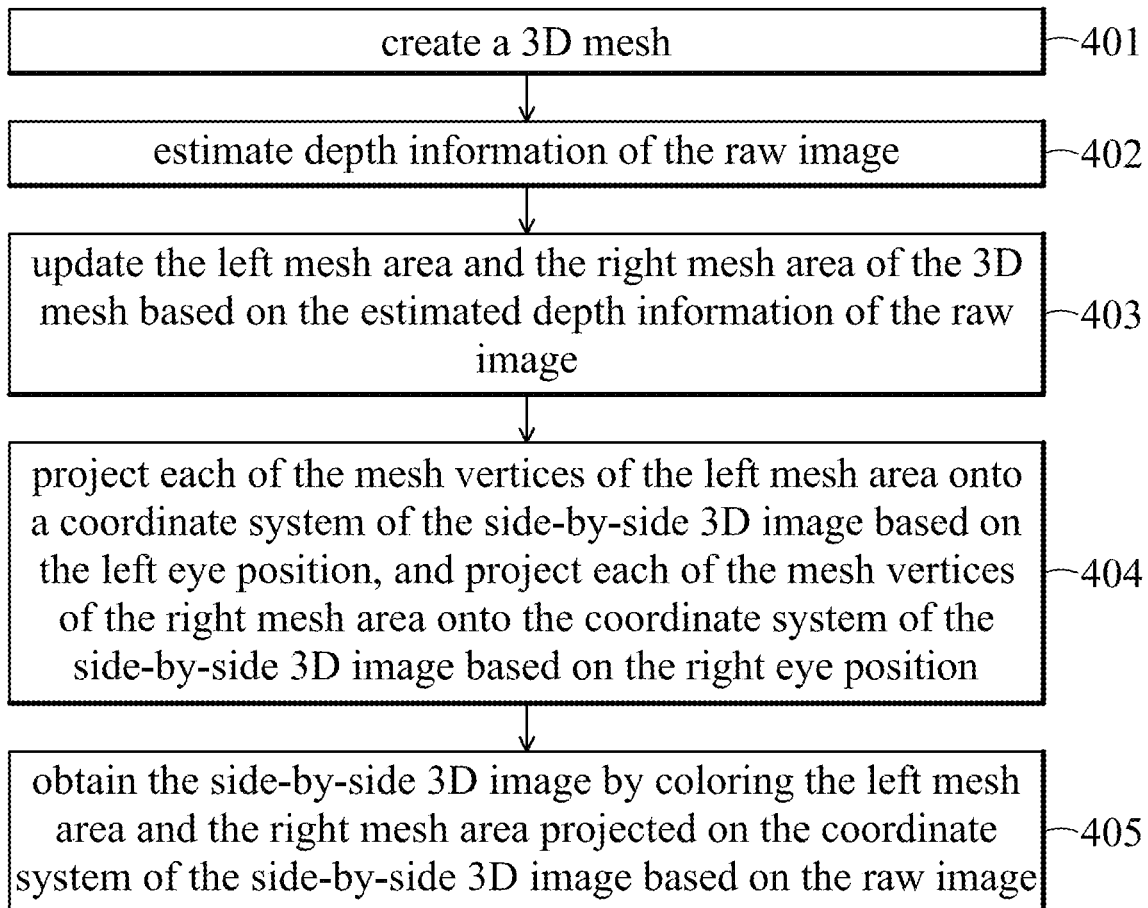 create a 3D mesh
401
estimate depth information of the raw image
402
update the left mesh area and the right mesh area of the 3D
mesh based on the estimated depth information of the raw
image
403
project each of the mesh vertices of the left mesh area onto
a coordinate system of the side-by-side 3D image based on
the left eye position, and project each of the mesh vertices
of the right mesh area onto the coordinate system of the
side-by-side 3D image based on the right eye position
404
obtain the side-by-side 3D image by coloring the left mesh
area and the right mesh area projected on the coordinate
system of the side-by-side 3D image based on the raw image
405